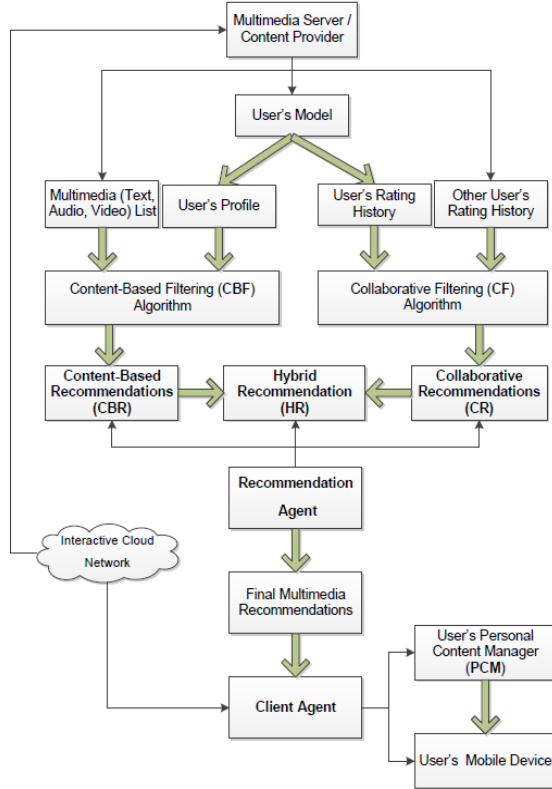 Multimedia Server /
Content Provider
User's Model
Multimedia (Text,
Audio, Video) List
User's Profile
User's Rating
History
Other User's
Rating History
Content-Based Filtering (CBF)
Algorithm
Collaborative Filtering (CF)
Algorithm
Content-Based
Recommendations
(CBR)
Hybrid
Recommendation
(HR)
Collaborative
Recommendations
(CR)
Recommendation
Agent
Interactive Cloud
Network
Final Multimedia
Recommendations
User's Personal
Content Manager
(PCM)
Client Agent
User's Mobile Device